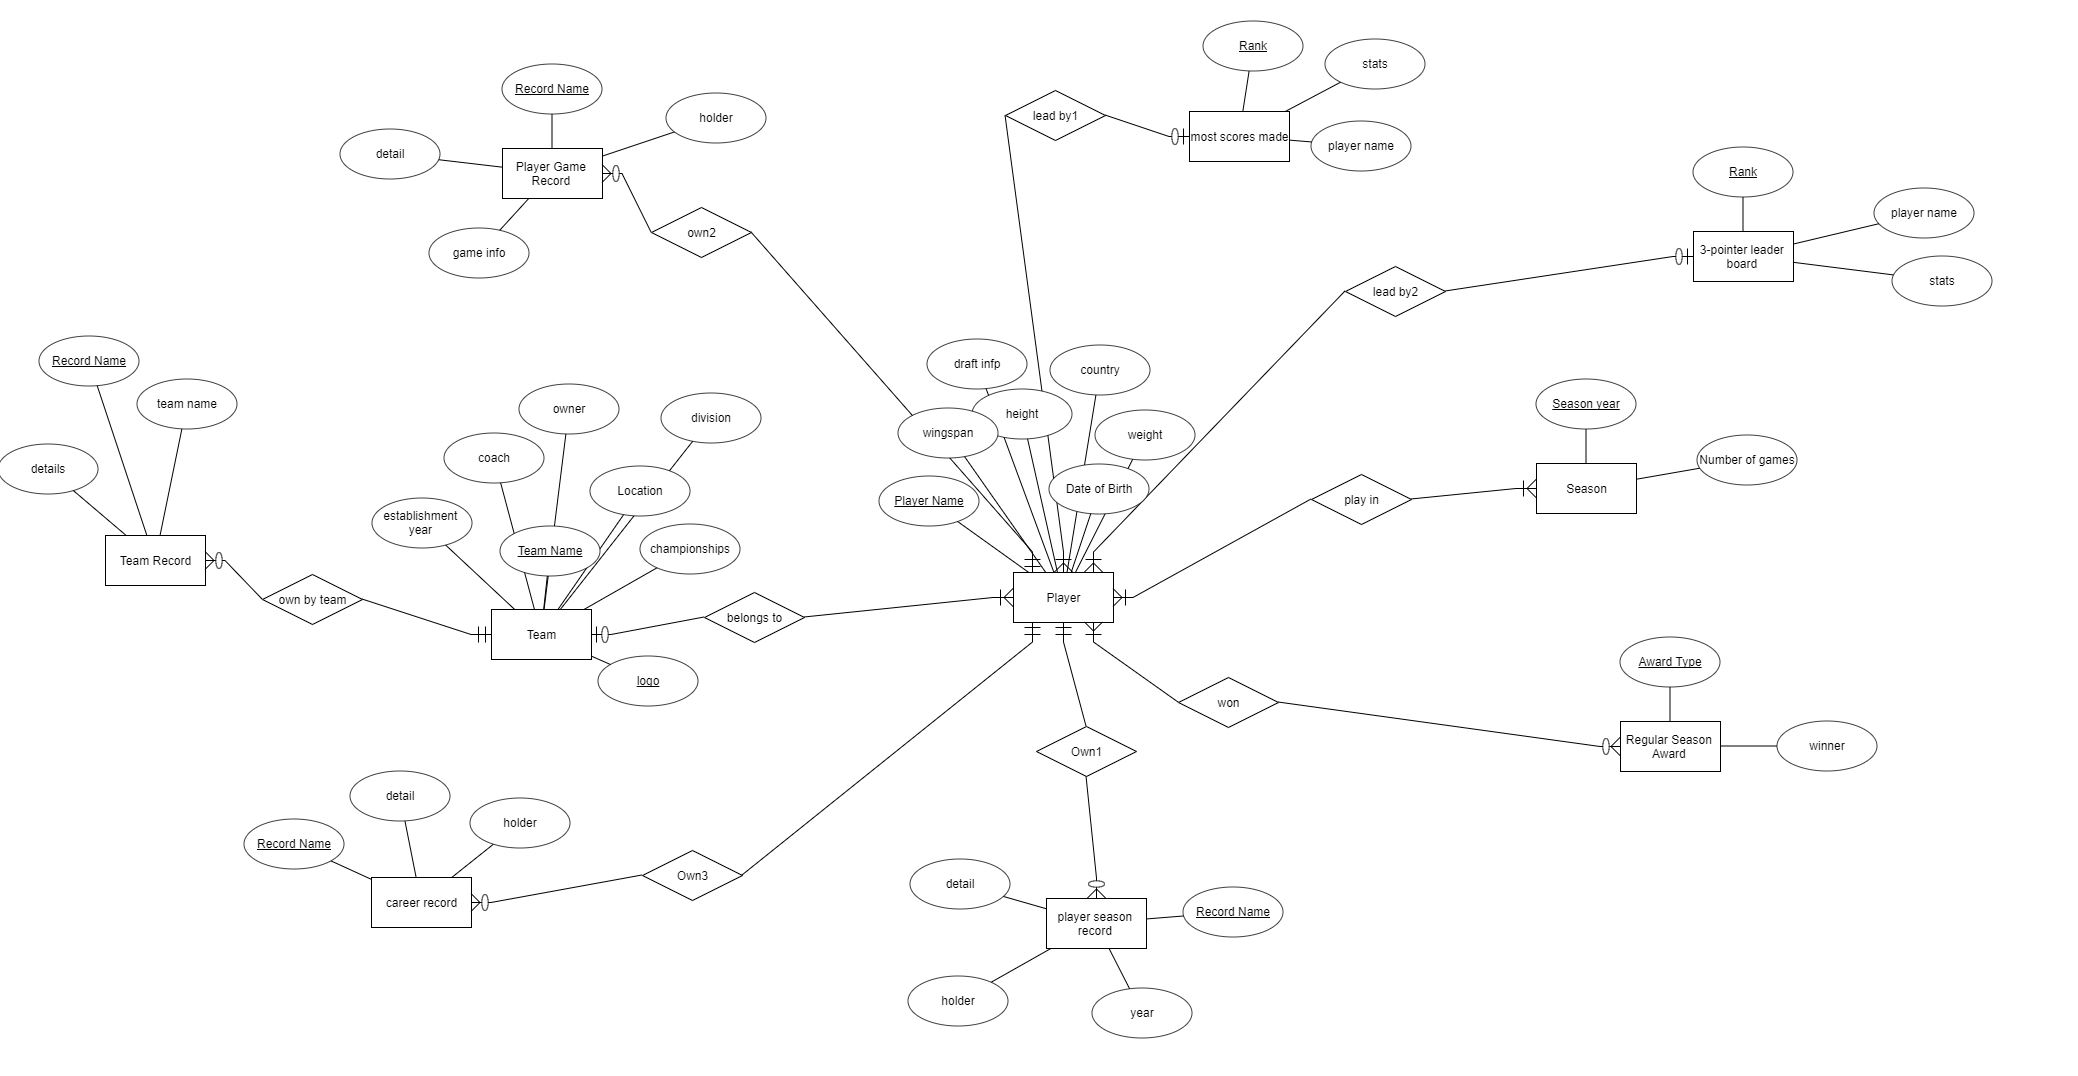 Rank
stats
Record Name
holder
lead by1
most scores made
player name
detail
Player Game
Record
Rank
player name
own2
game info
3-pointer leader
board
stats
lead by2
Record Name
draft infp
country
team name
owner
division
height
wingspan
weight
Season year
coach
Number of games
details
Location
Player Name
Date of Birth
play in
Season
establishment
year
Team Name
championships
Team Record
own by team
Team
belongs to
Player
logo
Award Type
won
Regular Season
Award
winner
Own1
detail
holder
Record Name
Own3
career record
detail
player season
record
Record Name
holder
year